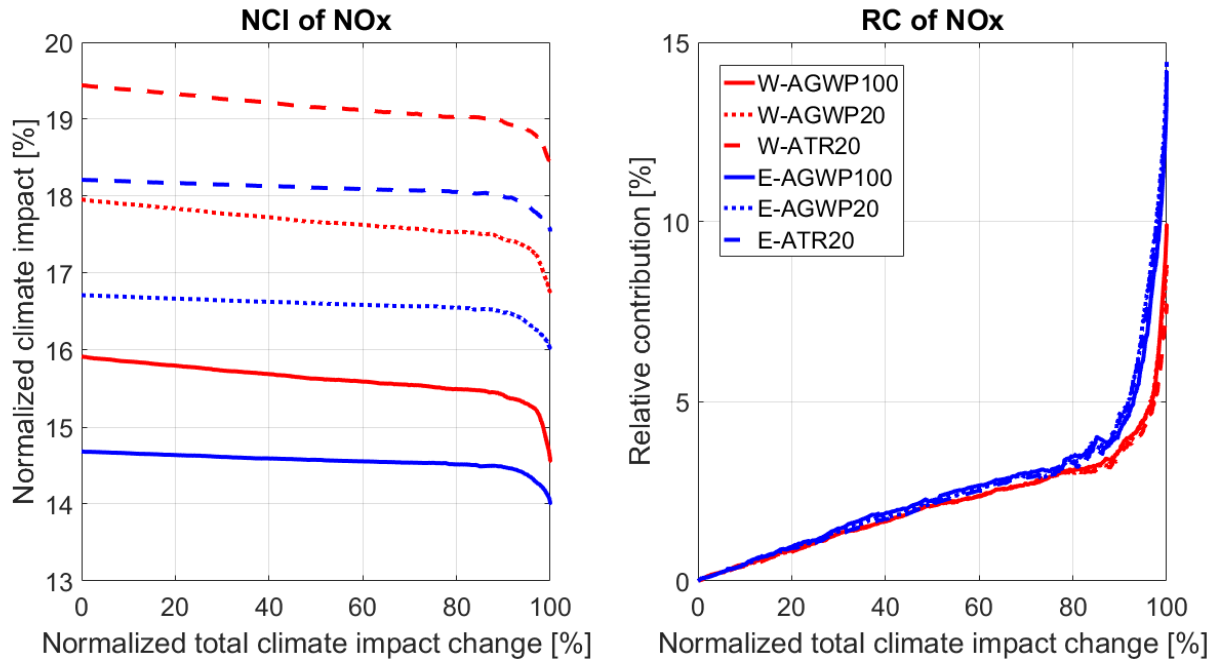 NCI of NOx
20
19
18
17
16
15
14
13
Normalized climate impact [%]
0 20 40 60 80 100
Normalized total climate impact change [%]
RC of NOx
15
10
5
0
Relative contribution [%]
W-AGWP100
W-AGWP20
W-ATR20
E-AGWP100
E-AGWP20
E-ATR20
0 20 40 60 80 100
Normalized total climate impact change [%]